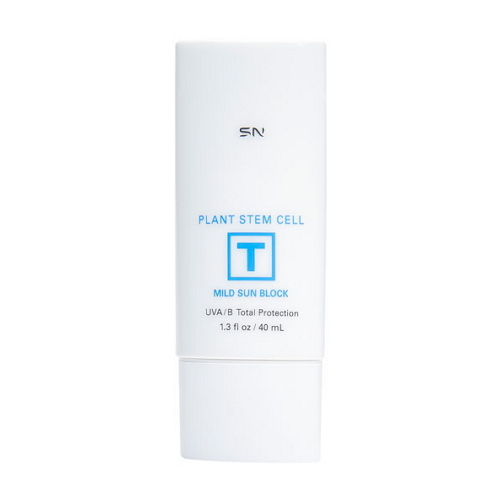 SN
PLANT STEM CELL
T
MILD SUN BLOCK
UVA/B Total Protection
1.3 fl oz / 40 mL